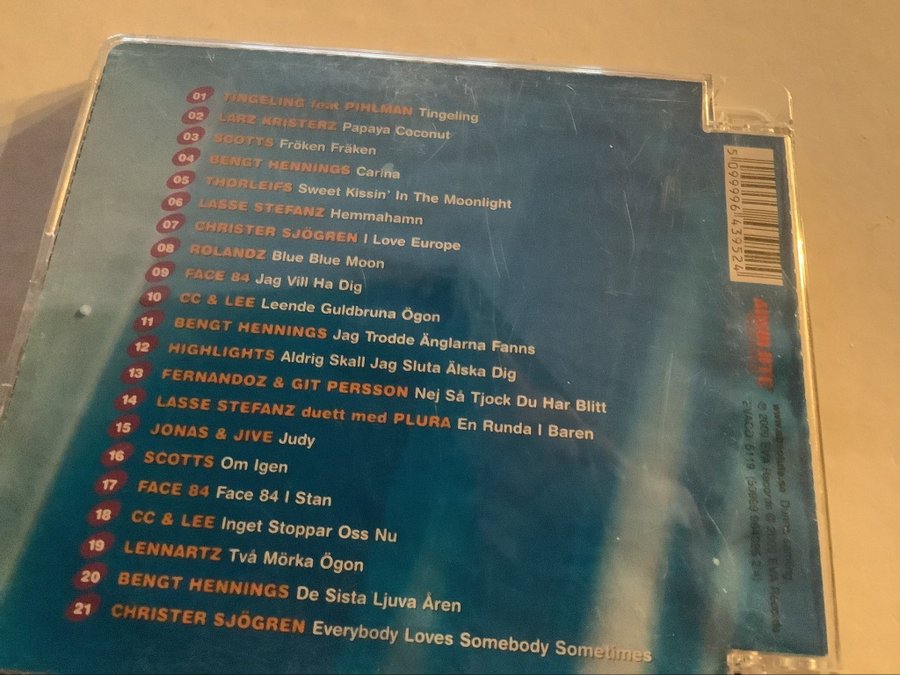 01 TINGELING feat PIHLMAN Tingeling
02 LARZ KRISTERZ Papaya Coconut
03 SCOTTS Fröken Fräken
04 BENGT HENNINGS Carina
05 THORLEIFS Sweet Kissin' In The Moonlight
06 LASSE STEFANZ Hemmahamn
07 CHRISTER SJÖGREN I Love Europe
08 ROLANDZ Blue Blue Moon
09 FACE 84 Jag Vill Ha Dig
10 CC & LEE Leende Guldbruna Ögon
11 BENGT HENNINGS Jag Trodde Änglarna Fanns
12 HIGHLIGHTS Aldrig Skall Jag Sluta Älska Dig
13 FERNANDOZ & GIT PERSSON Nej Så Tjock Du Har Blitt
14 LASSE STEFANZ duett med PLURA En Runda I Baren
15 JONAS & JIVE Judy
16 SCOTTS Om Igen
17 FACE 84 Face 84 I Stan
18 CC & LEE Inget Stoppar Oss Nu
19 LENNARTZ Två Mörka Ögon
20 BENGT HENNINGS De Sista Ljuva Åren
21 CHRISTER SJÖGREN Everybody Loves Somebody Sometimes
5 099996 439524